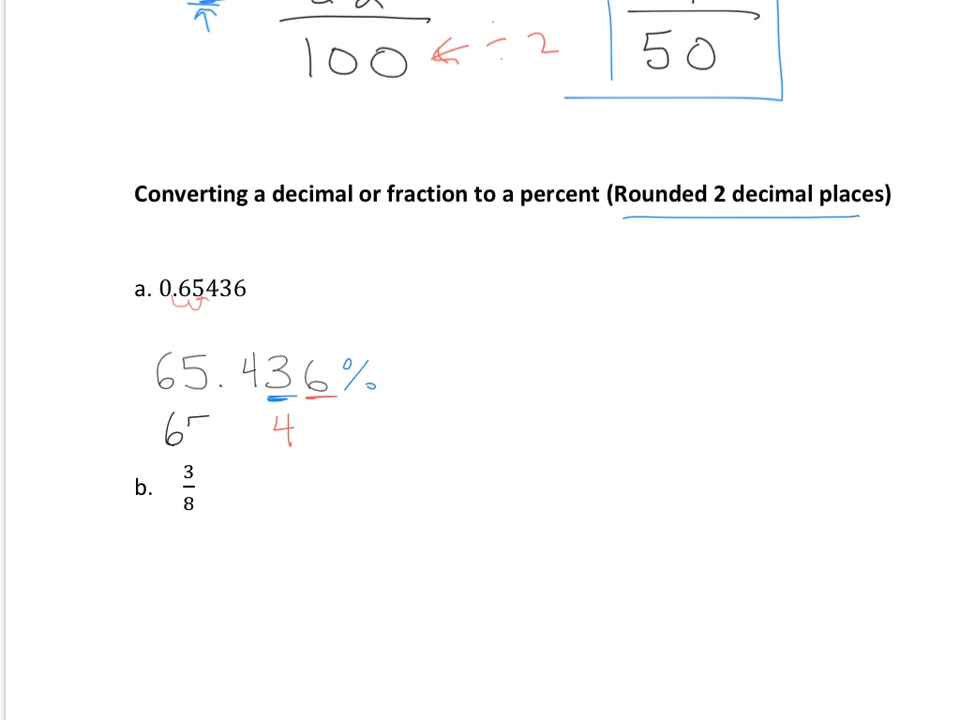 100 ← ÷ 2 50
Converting a decimal or fraction to a percent (Rounded 2 decimal places)
a. 0.65436
65.436%
65 4
b. 3/8